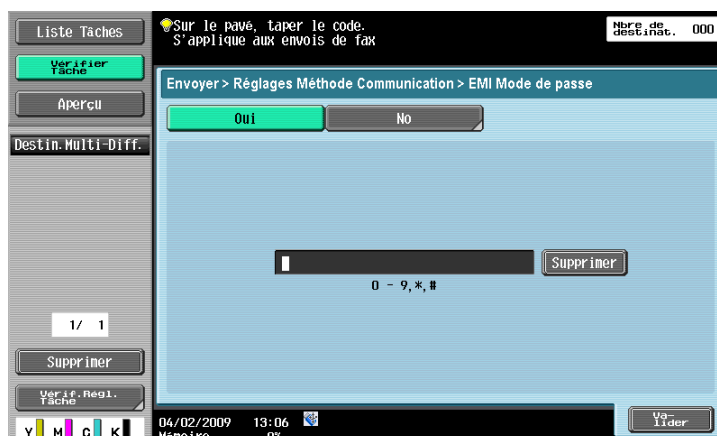 Liste Tâches
Vérifier
Tâche
Aperçu
Destin.Multi-Diff.
1/ 1
Supprimer
Vérif.Régl.
Tâche
Y M C K
Sur le pavé, taper le code.
S'applique aux envois de fax
Nbre de
destinat. 000
Envoyer > Réglages Méthode Communication > EMI Mode de passe
Oui
No
Supprimer
0 - 9,*,#
04/02/2009 13:06
Mémoire 0%
Va-
lider